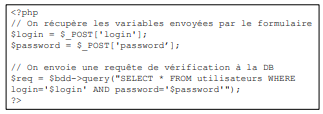 <?php
// On récupère les variables envoyées par le formulaire
$login = $_POST['login'];
$password = $_POST['password'];
// On envoie une requête de vérification à la DB
$req = $bdd->query("SELECT * FROM utilisateurs WHERE
login='$login' AND password='$password'");
?>